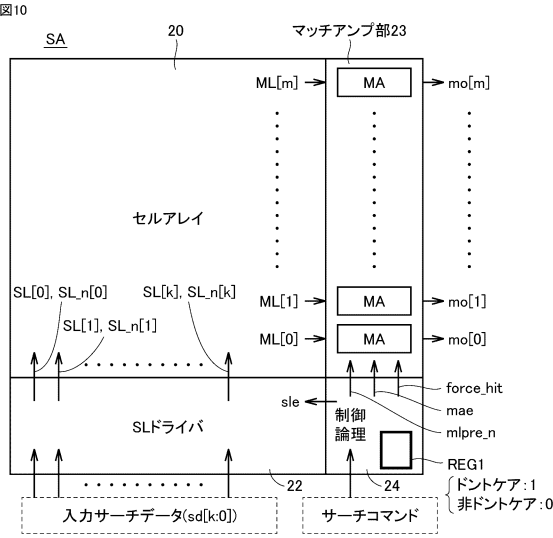 図10
SA
20
マッチアンプ部23
ML[m]
MA
mo[m]
セルアレイ
SL[0], SL_n[0]
SL[k], SL_n[k]
ML[1]
MA
mo[1]
SL[1], SL_n[1]
ML[0]
MA
mo[0]
force_hit
sle
mae
制御
論理
mlpre_n
SLドライバ
REG1
22
24
ドントケア:1
非ドントケア:0
入力サーチデータ(sd[k:0])
サーチコマンド